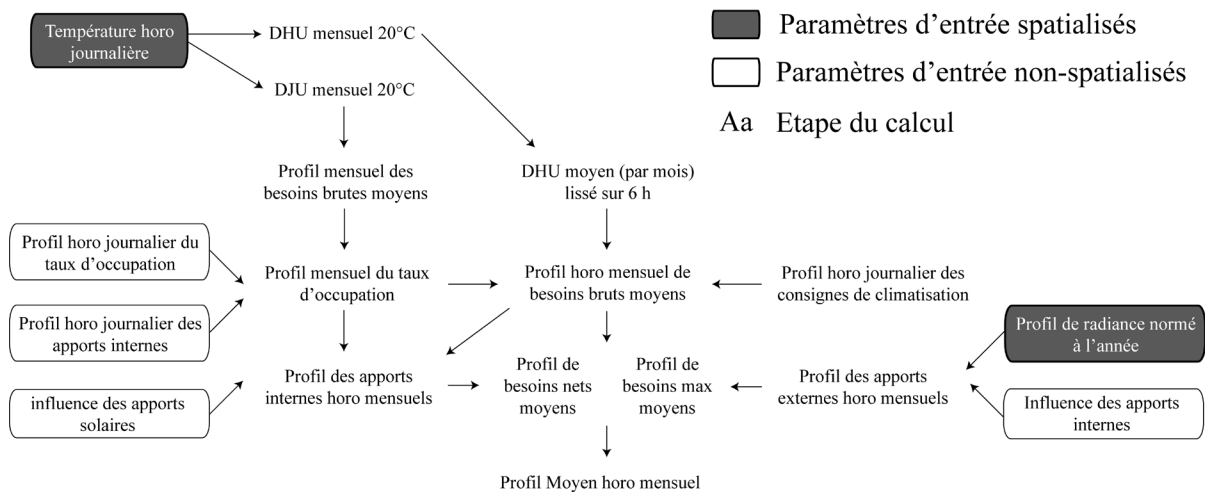 Température horo
journalière
DHU mensuel 20°C
DJU mensuel 20°C
Paramètres d'entrée spatialisés
Paramètres d'entrée non-spatialisés
Aa Etape du calcul
Profil mensuel des
besoins brutes moyens
DHU moyen (par mois)
lissé sur 6 h
Profil horo journalier du
taux d'occupation
Profil mensuel du taux
d'occupation
Profil horo mensuel de
besoins bruts moyens
Profil horo journalier des
consignes de climatisation
Profil horo journalier des
apports internes
Profil de radiance normé
à l'année
influence des apports
solaires
Profil des apports
internes horo mensuels
Profil de
besoins nets
moyens
Profil de
besoins max
moyens
Profil des apports
externes horo mensuels
Influence des apports
internes
Profil Moyen horo mensuel